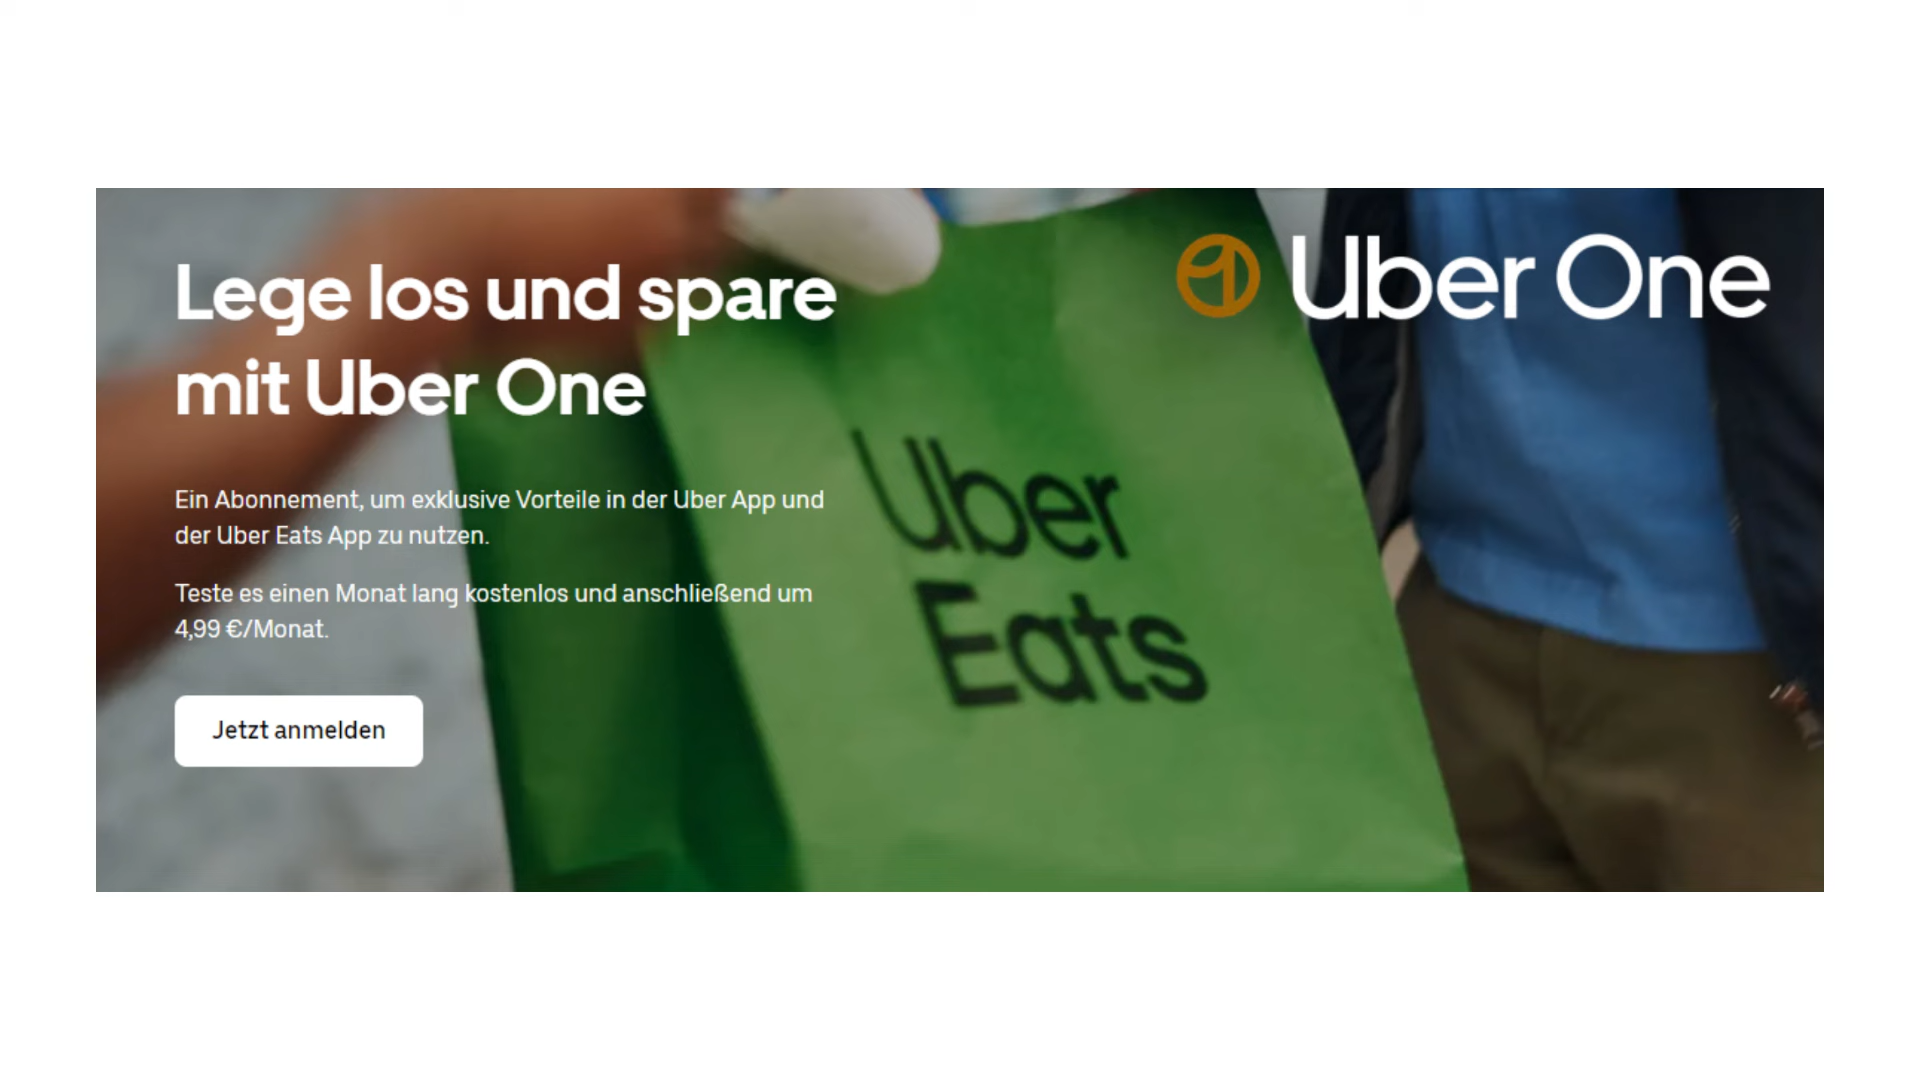 Lege los und spare
mit Uber One
Uber One
Ein Abonnement, um exklusive Vorteile in der Uber App und
der Uber Eats App zu nutzen.
Teste es einen Monat lang kostenlos und anschließend um
4,99 €/Monat.
Jetzt anmelden
Uber
Eats